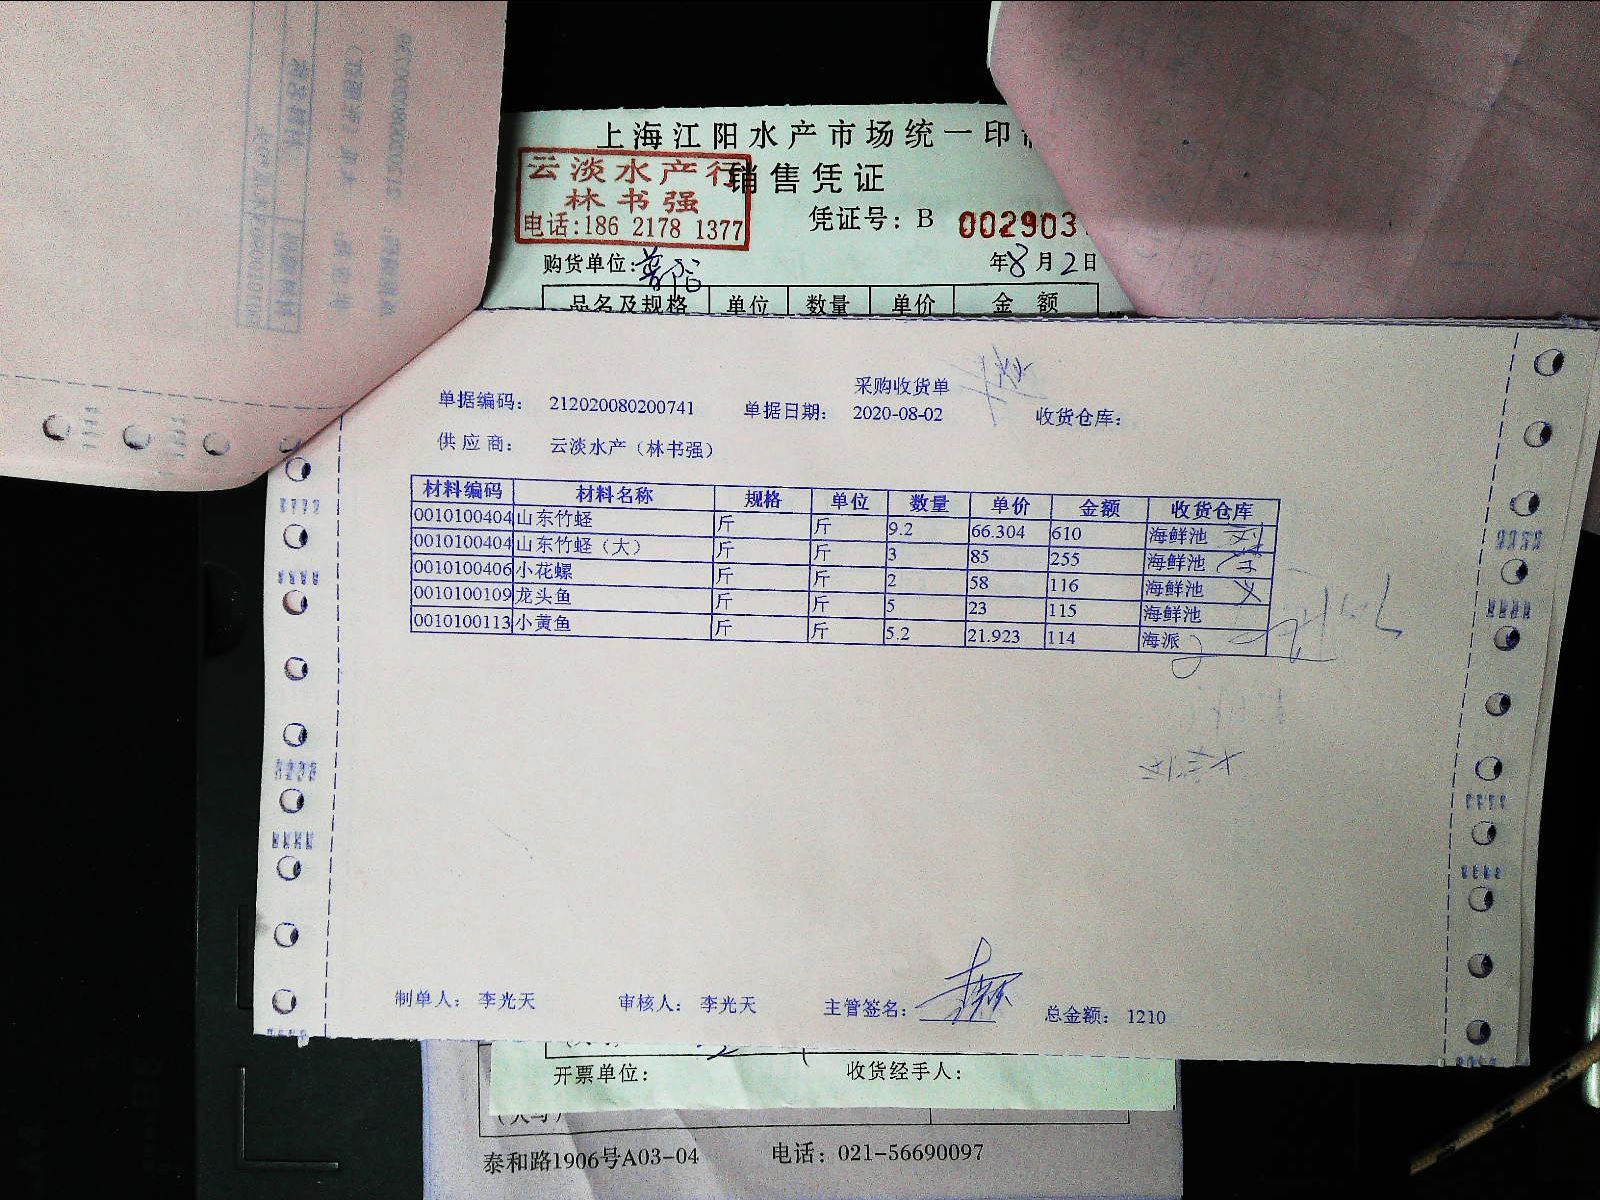 上海江阳水产市场统一印
云淡水产行
销售凭证
林书强
电话:186 2178 1377
凭证号: B 002903
购货单位:
年8月2日
品名及规格 单位 数量 单价 金额
采购收货单
单据编码: 212020080200741 单据日期: 2020-08-02 收货仓库:
供应商: 云淡水产（林书强）
材料编码 材料名称 规格 单位 数量 单价 金额 收货仓库
0010100404 山东竹蛏 斤 斤 9.2 66.304 610 海鲜池
0010100404 山东竹蛏（大） 斤 斤 3 85 255 海鲜池
0010100406 小花螺 斤 斤 2 58 116 海鲜池
0010100109 龙头鱼 斤 斤 5 23 115 海鲜池
0010100113 小黄鱼 斤 斤 5.2 21.923 114 海派
制单人: 李光天 审核人: 李光天 主管签名: 总金额: 1210
开票单位: 收货经手人:
(大写)
泰和路1906号A03-04 电话: 021-56690097